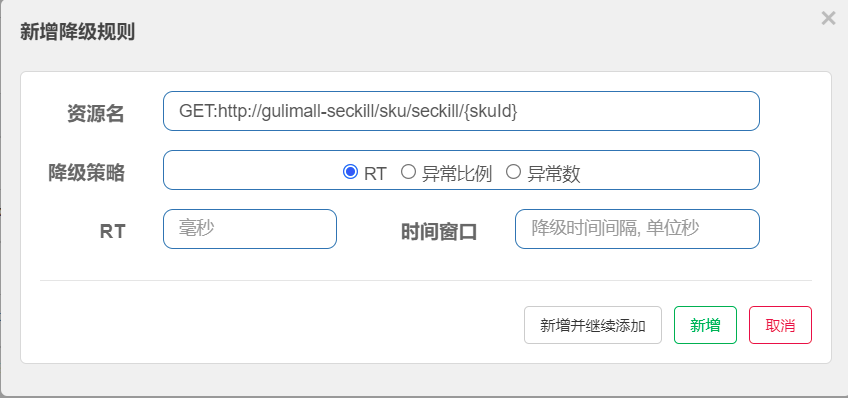 新增降级规则
×
资源名 GET:http://gulimall-seckill/sku/seckill/{skuId}
降级策略 RT 异常比例 异常数
RT 毫秒 时间窗口 降级时间间隔, 单位秒
新增并继续添加 新增 取消